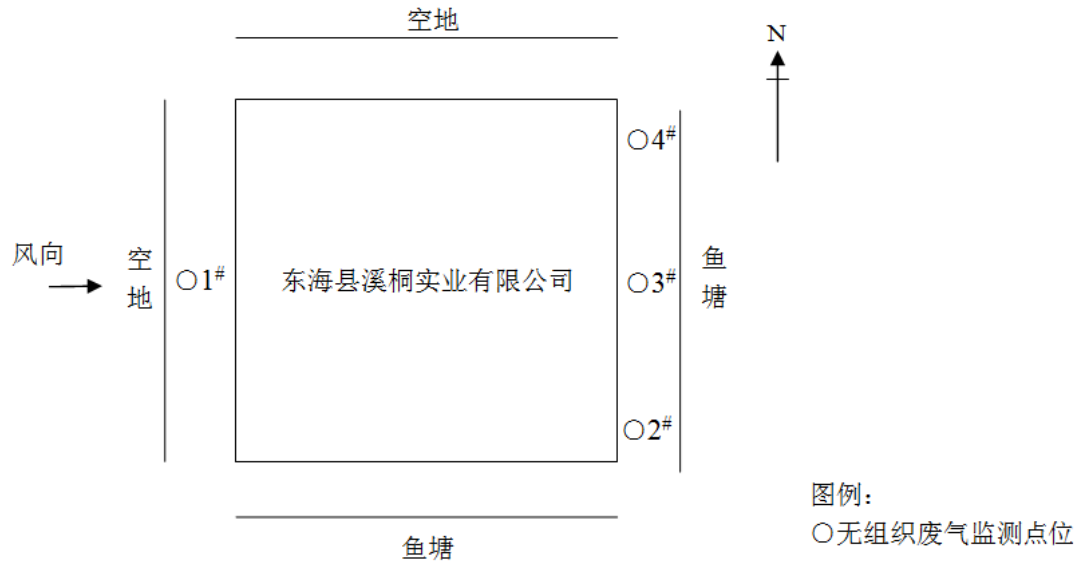 空地
N
○4#
风向
空地
○1#
东海县溪桐实业有限公司
○3#
鱼塘
○2#
鱼塘
图例：
○无组织废气监测点位